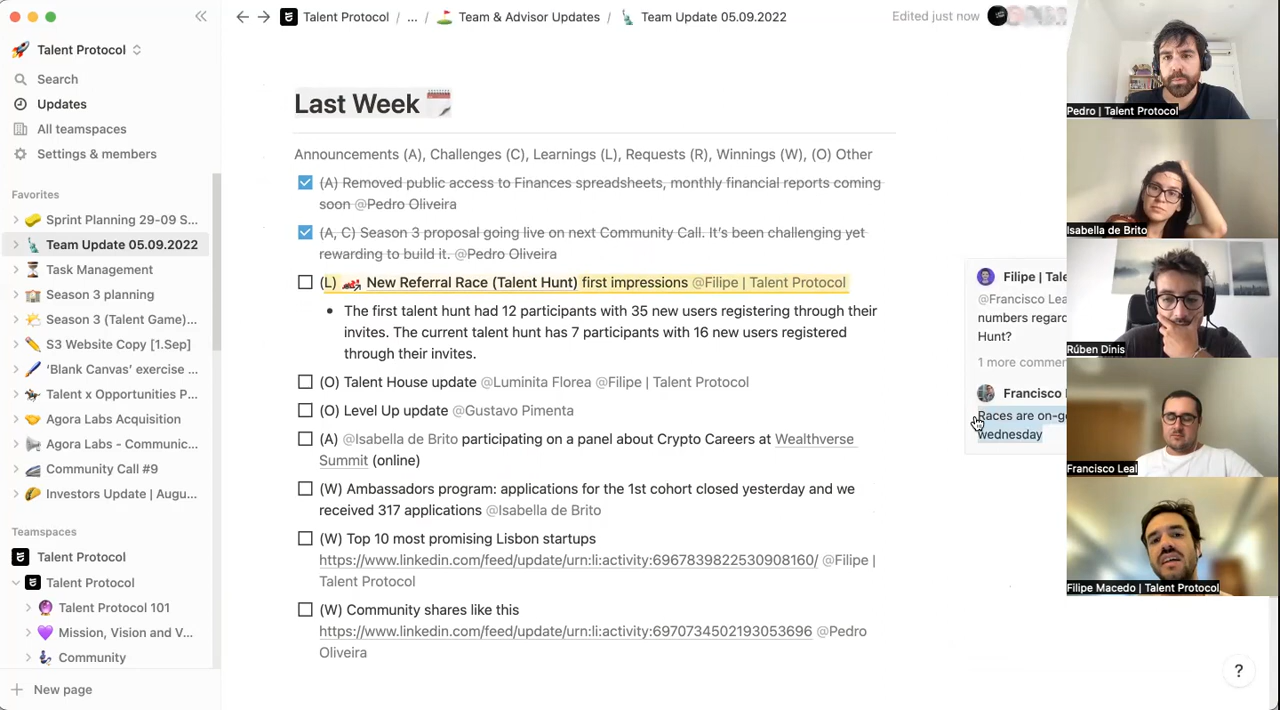 Talent Protocol / ... / Team & Advisor Updates / Team Update 05.09.2022
Edited just now
Talent Protocol
Search
Updates
All teamspaces
Settings & members
Favorites
Sprint Planning 29-09 S...
Team Update 05.09.2022
Task Management
Season 3 planning
Season 3 (Talent Game)...
S3 Website Copy [1.Sep]
‘Blank Canvas’ exercise ...
Talent x Opportunities P...
Agora Labs Acquisition
Agora Labs - Communic...
Community Call #9
Investors Update | Augu...
Teamspaces
Talent Protocol
Talent Protocol
Talent Protocol 101
Mission, Vision and V...
Community
New page
Last Week
Announcements (A), Challenges (C), Learnings (L), Requests (R), Winnings (W), (O) Other
(A) Removed public access to Finances spreadsheets, monthly financial reports coming
soon @Pedro Oliveira
(A, C) Season 3 proposal going live on next Community Call. It’s been challenging yet
rewarding to build it. @Pedro Oliveira
(L) New Referral Race (Talent Hunt) first impressions @Filipe | Talent Protocol
The first talent hunt had 12 participants with 35 new users registering through their
invites. The current talent hunt has 7 participants with 16 new users registered
through their invites.
(O) Talent House update @Luminita Florea @Filipe | Talent Protocol
(O) Level Up update @Gustavo Pimenta
(A) @Isabella de Brito participating on a panel about Crypto Careers at Wealthverse
Summit (online)
(W) Ambassadors program: applications for the 1st cohort closed yesterday and we
received 317 applications @Isabella de Brito
(W) Top 10 most promising Lisbon startups
https://www.linkedin.com/feed/update/urn:li:activity:6967839822530908160/ @Filipe |
Talent Protocol
(W) Community shares like this
https://www.linkedin.com/feed/update/urn:li:activity:6970734502193053696 @Pedro
Oliveira
Filipe | Tale
@Francisco Lea
numbers regard
Hunt?
1 more commen
Francisco
Races are on-g
wednesday
Pedro | Talent Protocol
Isabella de Brito
Rúben Dinis
Francisco Leal
Filipe Macedo | Talent Protocol
?